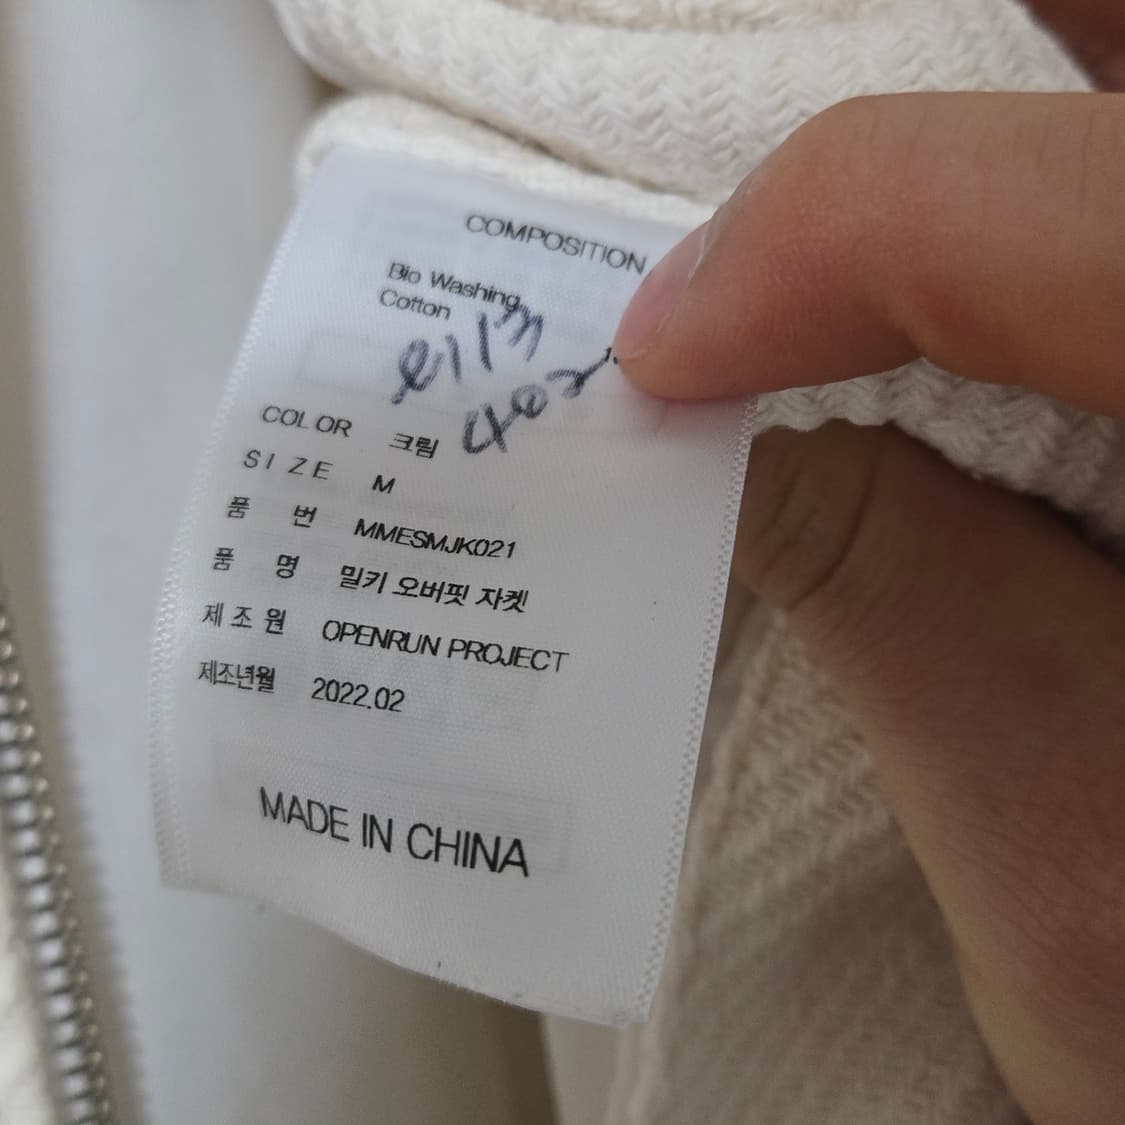 COMPOSITION
Bio Washing
Cotton
COLOR 크림
SIZE M
품 번 MMESMJK021
품 명 밀키 오버핏 자켓
제 조 원 OPENRUN PROJECT
제조년월 2022.02
MADE IN CHINA